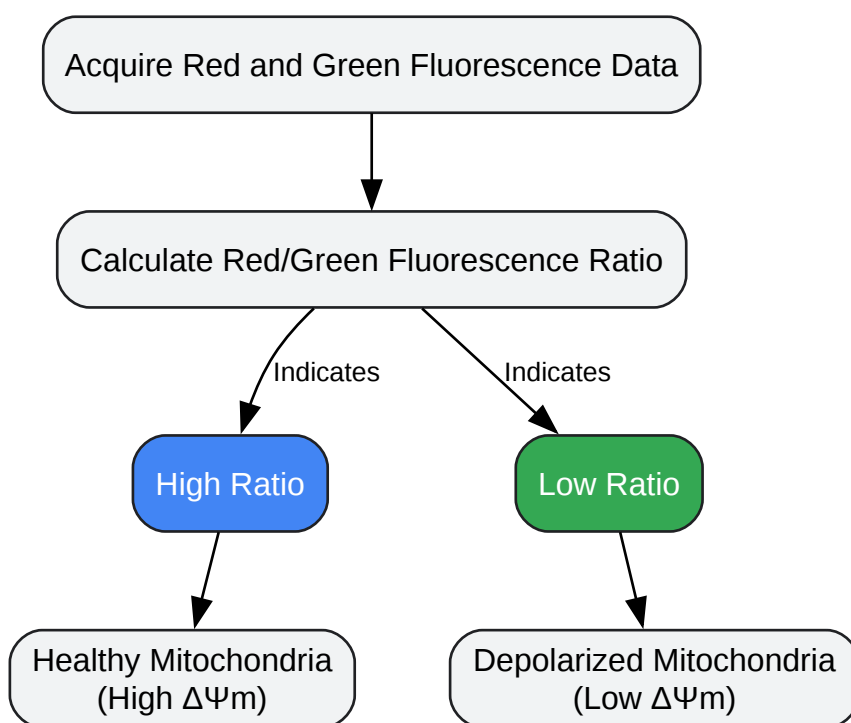 Acquire Red and Green Fluorescence Data
Calculate Red/Green Fluorescence Ratio
Indicates
Indicates
High Ratio
Low Ratio
Healthy Mitochondria
(High ΔΨm)
Depolarized Mitochondria
(Low ΔΨm)